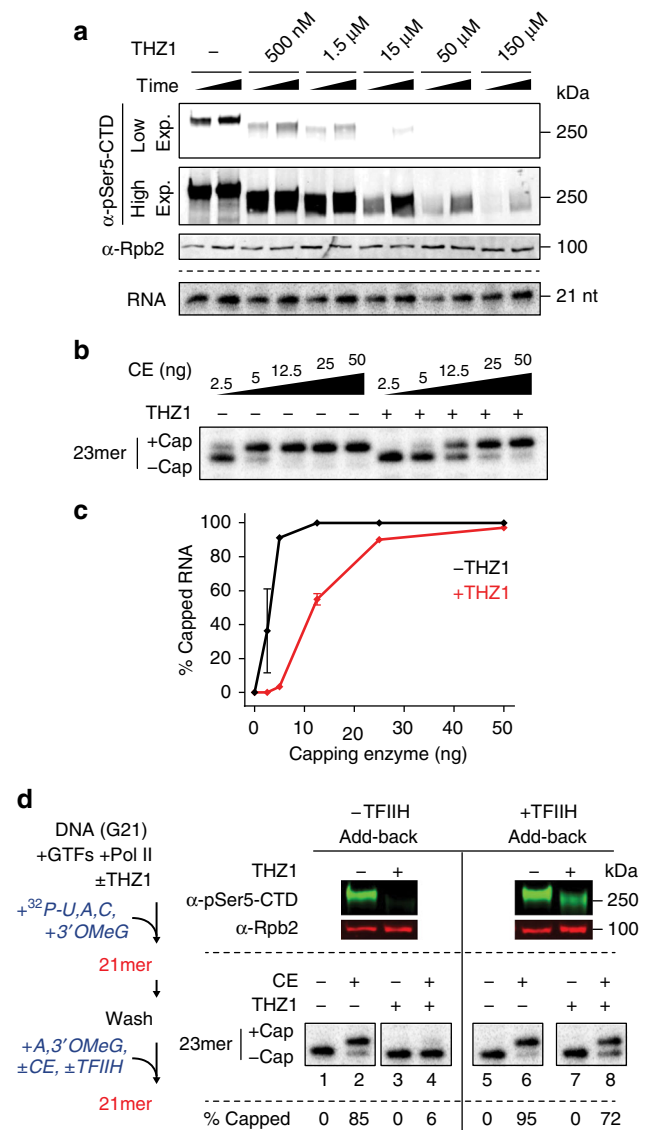 a
THZ1
–
500 nM
1.5 µM
15 µM
50 µM
150 µM
Time
kDa
α-pSer5-CTD
Low Exp.
250
High Exp.
250
α-Rpb2
100
RNA
21 nt
b
CE (ng)
2.5 5 12.5 25 50 2.5 5 12.5 25 50
THZ1 – – – – – + + + + +
23mer
+Cap
–Cap
c
% Capped RNA
100
80
60
40
20
0
–THZ1
+THZ1
0 10 20 30 40 50
Capping enzyme (ng)
d
DNA (G21)
+GTFs +Pol II
±THZ1
+32P-U,A,C,
+3′OMeG
21mer
Wash
+A,3′OMeG,
±CE, ±TFIIH
21mer
–TFIIH
Add-back
+TFIIH
Add-back
THZ1 – + – + kDa
α-pSer5-CTD
250
α-Rpb2
100
CE – + – + – + – +
THZ1 – – + + – – + +
23mer
+Cap
–Cap
1 2 3 4 5 6 7 8
% Capped 0 85 0 6 0 95 0 72